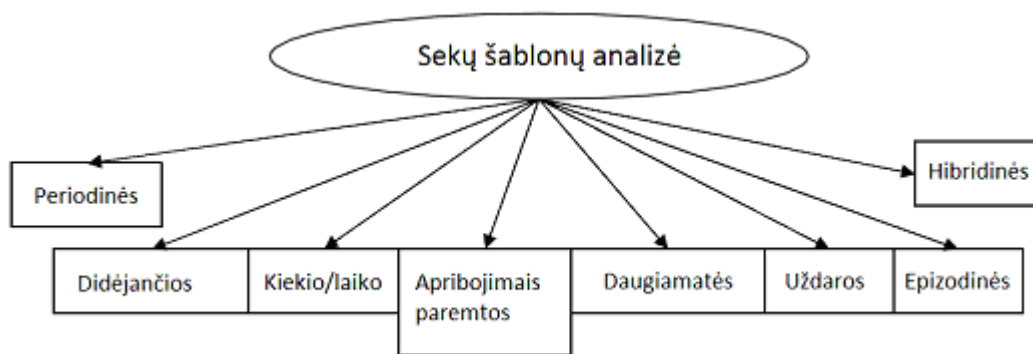 Sekų šablonų analizė
Periodinės
Hibridinės
Didėjančios
Kiekio/laiko
Apribojimais
paremtos
Daugiamatės
Uždaros
Epizodinės